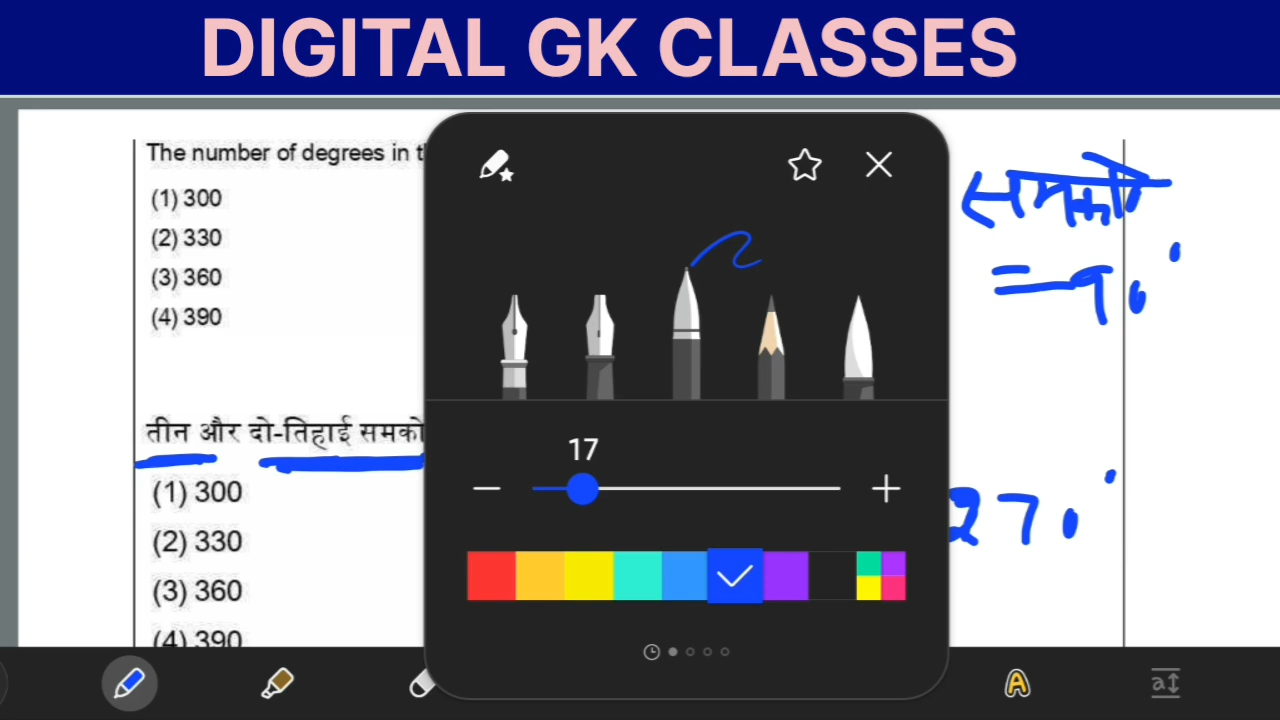 DIGITAL GK CLASSES
The number of degrees in t
(1) 300
(2) 330
(3) 360
(4) 390
समको
= 90°
तीन और दो-तिहाई समको
17
(1) 300
(2) 330
(3) 360
(4) 390
270°
A
a